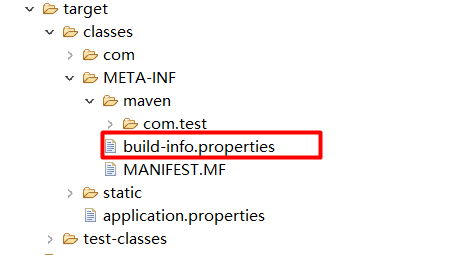 target
classes
com
META-INF
maven
com.test
build-info.properties
MANIFEST.MF
static
application.properties
test-classes